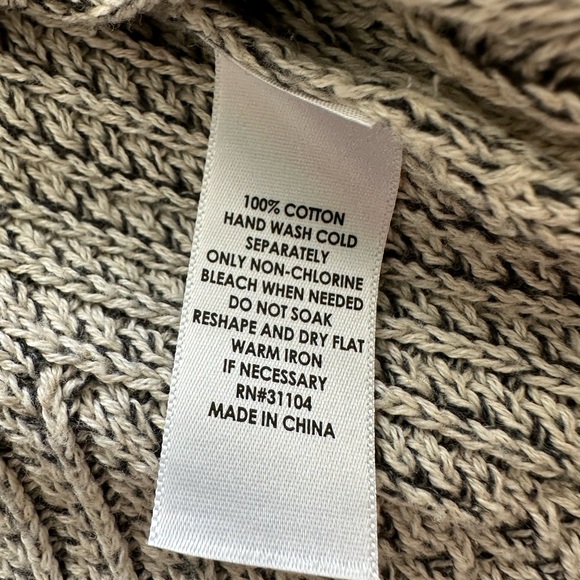 100% COTTON
HAND WASH COLD
SEPARATELY
ONLY NON-CHLORINE
BLEACH WHEN NEEDED
DO NOT SOAK
RESHAPE AND DRY FLAT
WARM IRON
IF NECESSARY
RN#31104
MADE IN CHINA